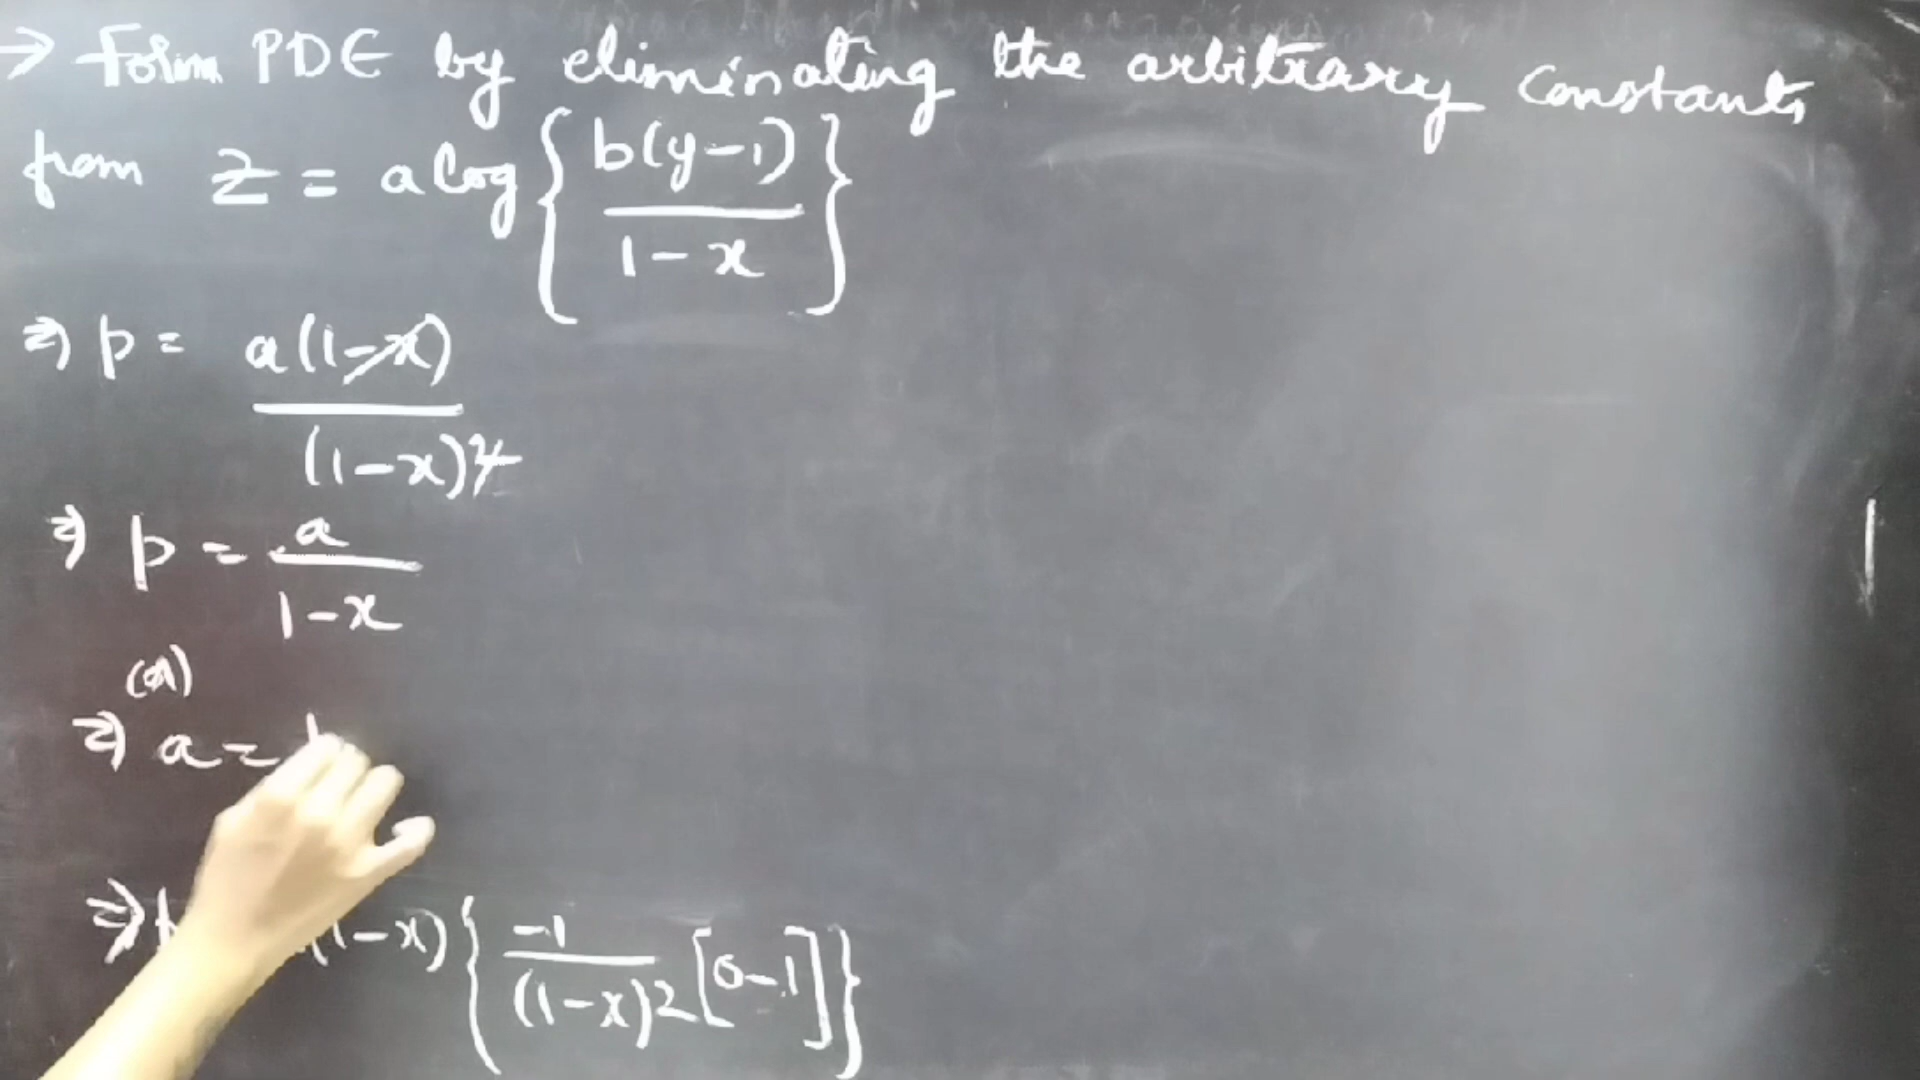 → Form PDE by eliminating the arbitrary constants
from z = a log { b(y-1) / 1-x }
⇒ p = a(1-x) / (1-x)2
⇒ p = a / 1-x
(or)
⇒ a =
⇒ (1-x) { -1 / (1-x)2 [0-1] }